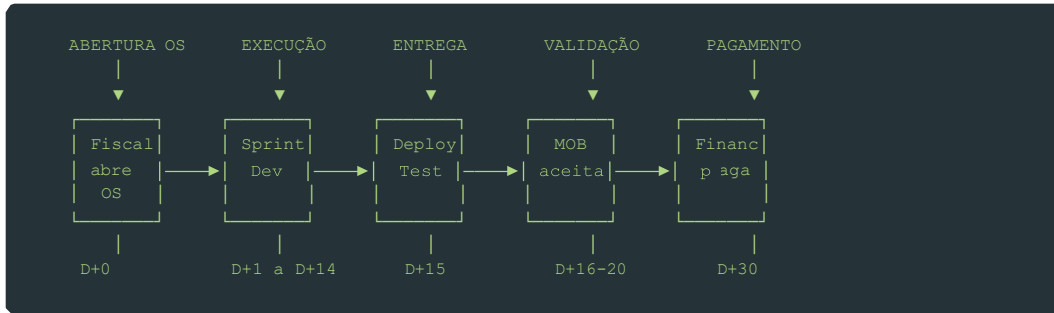 ABERTURA OS EXECUÇÃO ENTREGA VALIDAÇÃO PAGAMENTO
Fiscal Sprint Deploy MOB Financ
abre Dev Test aceita paga
OS
D+0 D+1 a D+14 D+15 D+16-20 D+30